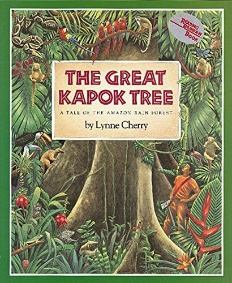 THE GREAT
KAPOK TREE
A TALE OF THE AMAZON RAIN FOREST
by Lynne Cherry